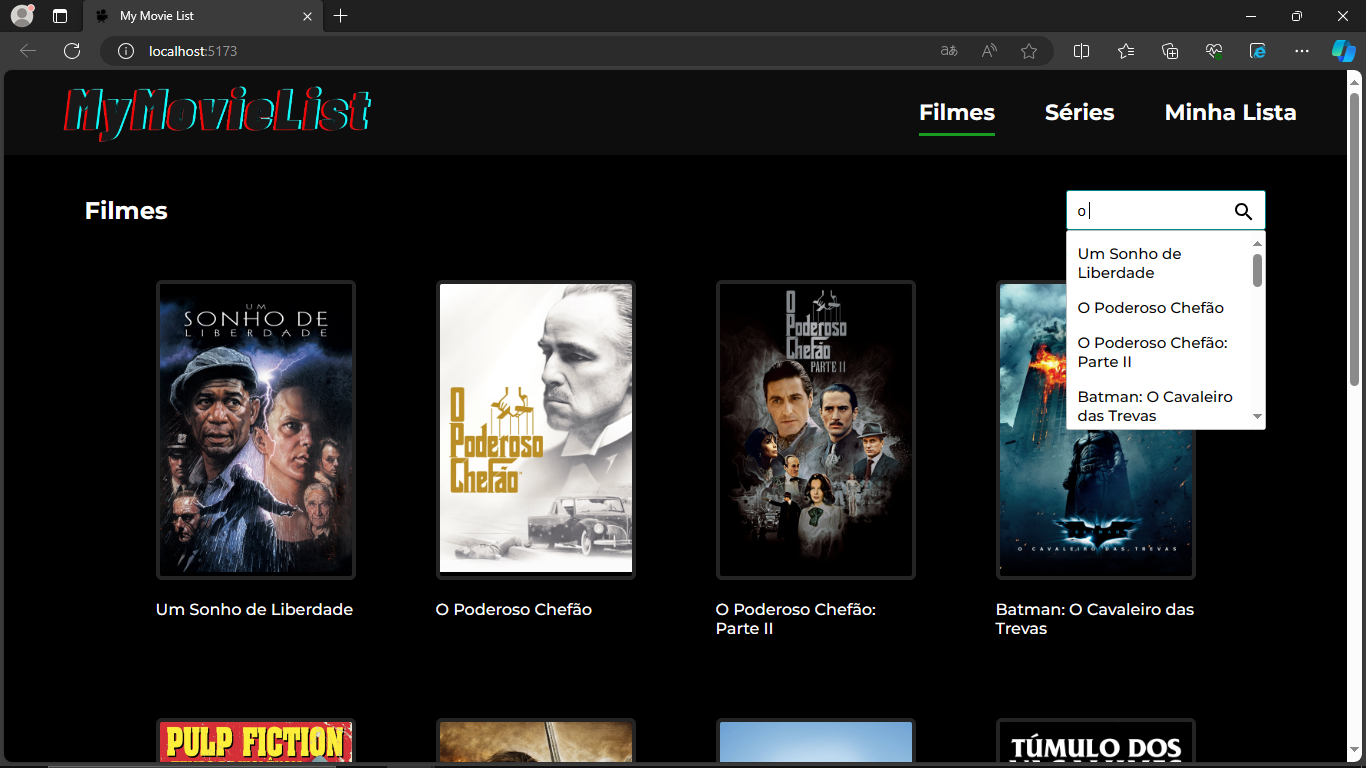 My Movie List
localhost:5173
MyMovieList
Filmes
Séries
Minha Lista
Filmes
o
Um Sonho de
Liberdade
O Poderoso Chefão
O Poderoso Chefão:
Parte II
Batman: O Cavaleiro
das Trevas
UM
SONHO DE
LIBERDADE
O
Poderoso
Chefão
O
Poderoso
Chefão
PARTE II
BATMAN
O CAVALEIRO DAS TREVAS
Um Sonho de Liberdade
O Poderoso Chefão
O Poderoso Chefão:
Parte II
Batman: O Cavaleiro das
Trevas
PULP FICTION
TÚMULO DOS